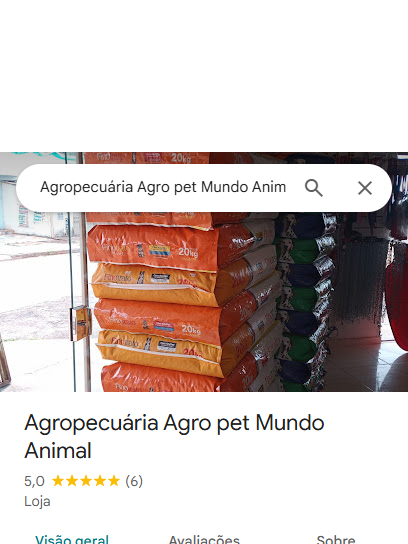 20kg
Agropecuária Agro pet Mundo Anim
20kg
20kg
Agropecuária Agro pet Mundo
Animal
5,0 ★★★★★ (6)
Loja
Visão geral Avaliações Sobre